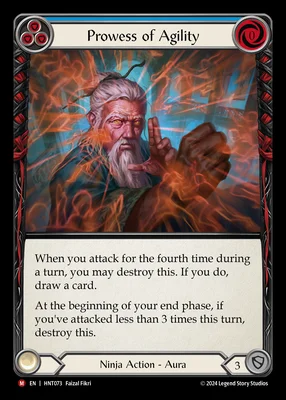 Prowess of Agility
When you attack for the fourth time during
a turn, you may destroy this. If you do,
draw a card.
At the beginning of your end phase, if
you've attacked less than 3 times this turn,
destroy this.
Ninja Action - Aura
3
M EN | HNT073 Faizal Fikri
© 2024 Legend Story Studios